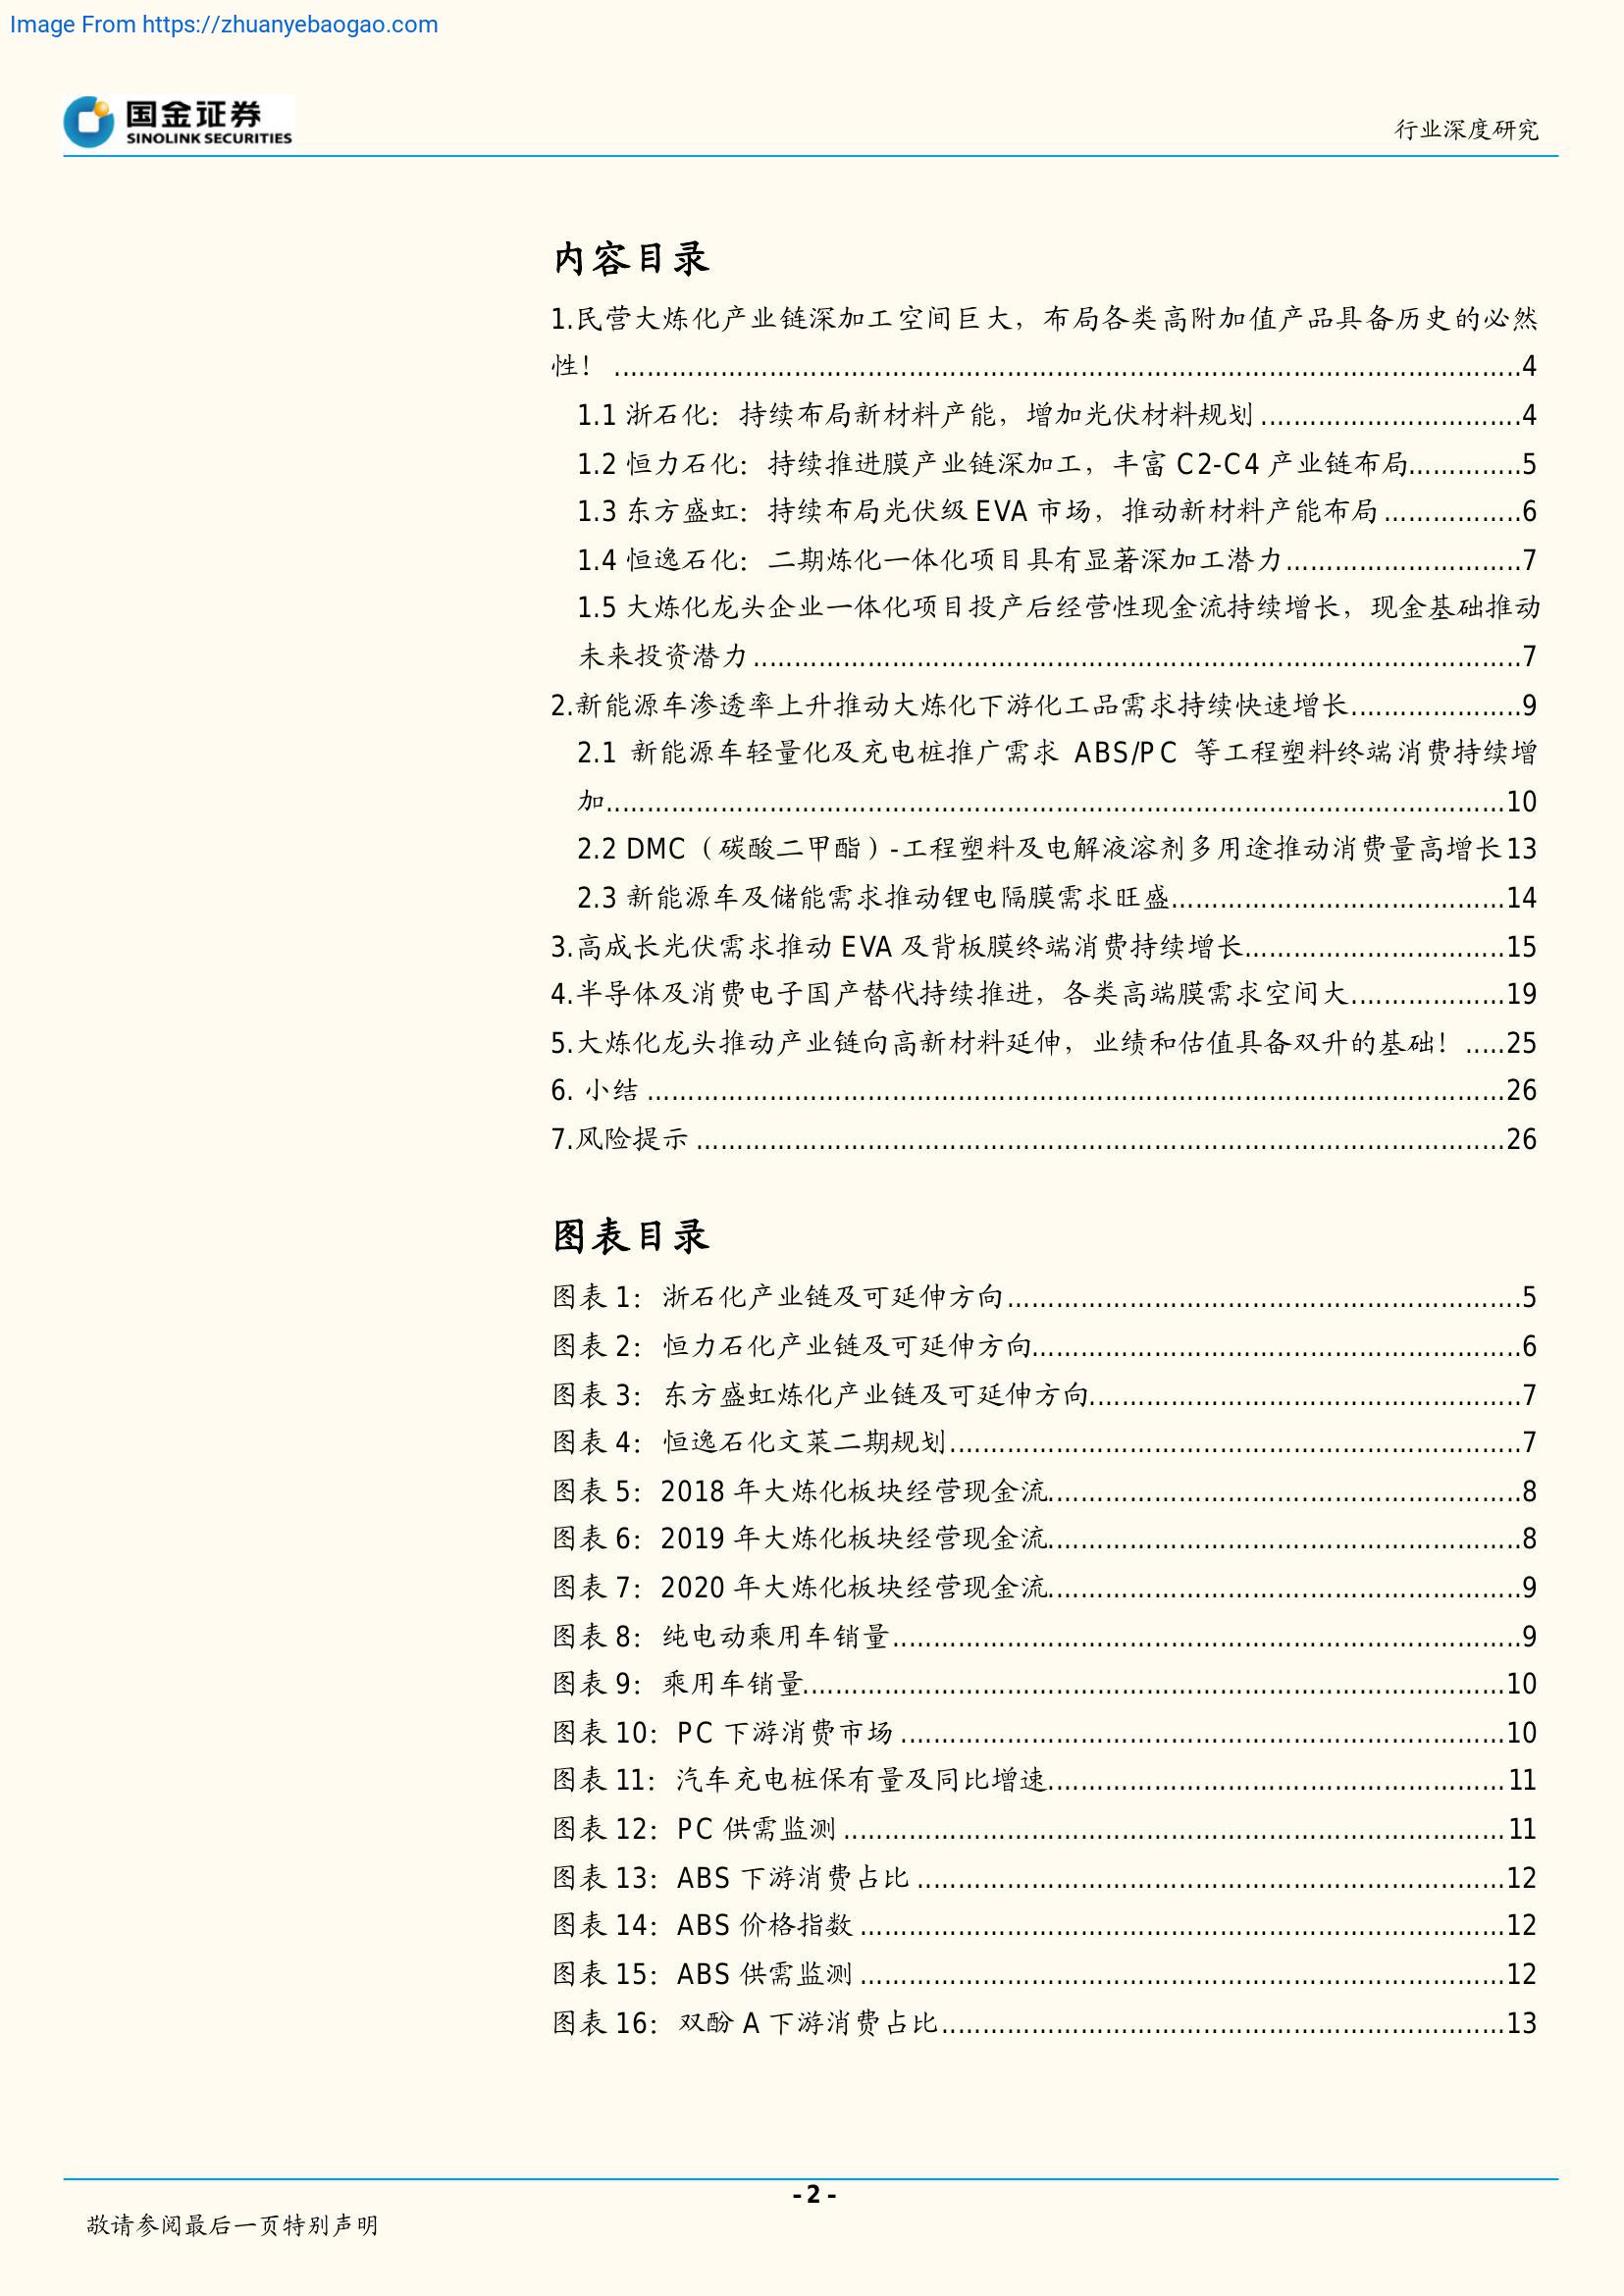 Image From https://zhuanyebaogao.com
国金证券
SINOLINK SECURITIES
行业深度研究
内容目录
1.民营大炼化产业链深加工空间巨大，布局各类高附加值产品具备历史的必然
性！ ................................................................................4
1.1 浙石化：持续布局新材料产能，增加光伏材料规划................................4
1.2 恒力石化：持续推进膜产业链深加工，丰富 C2-C4 产业链布局..............5
1.3 东方盛虹：持续布局光伏级 EVA 市场，推动新材料产能布局.................6
1.4 恒逸石化：二期炼化一体化项目具有显著深加工潜力.............................7
1.5 大炼化龙头企业一体化项目投产后经营性现金流持续增长，现金基础推动
未来投资潜力................................................................................7
2.新能源车渗透率上升推动大炼化下游化工品需求持续快速增长.....................9
2.1 新能源车轻量化及充电桩推广需求 ABS/PC 等工程塑料终端消费持续增
加................................................................................10
2.2 DMC（碳酸二甲酯）-工程塑料及电解液溶剂多用途推动消费量高增长13
2.3 新能源车及储能需求推动锂电隔膜需求旺盛.........................................14
3.高成长光伏需求推动 EVA 及背板膜终端消费持续增长................................15
4.半导体及消费电子国产替代持续推进，各类高端膜需求空间大...................19
5.大炼化龙头推动产业链向高新材料延伸，业绩和估值具备双升的基础！.....25
6. 小结................................................................................26
7.风险提示................................................................................26
图表目录
图表 1：浙石化产业链及可延伸方向...............................................................5
图表 2：恒力石化产业链及可延伸方向............................................................6
图表 3：东方盛虹炼化产业链及可延伸方向.....................................................7
图表 4：恒逸石化文莱二期规划......................................................................7
图表 5：2018 年大炼化板块经营现金流..........................................................8
图表 6：2019 年大炼化板块经营现金流..........................................................8
图表 7：2020 年大炼化板块经营现金流..........................................................9
图表 8：纯电动乘用车销量.............................................................................9
图表 9：乘用车销量......................................................................................10
图表 10：PC 下游消费市场..........................................................................10
图表 11：汽车充电桩保有量及同比增速........................................................11
图表 12：PC 供需监测.................................................................................11
图表 13：ABS 下游消费占比........................................................................12
图表 14：ABS 价格指数...............................................................................12
图表 15：ABS 供需监测...............................................................................12
图表 16：双酚 A 下游消费占比.....................................................................13
- 2 -
敬请参阅最后一页特别声明